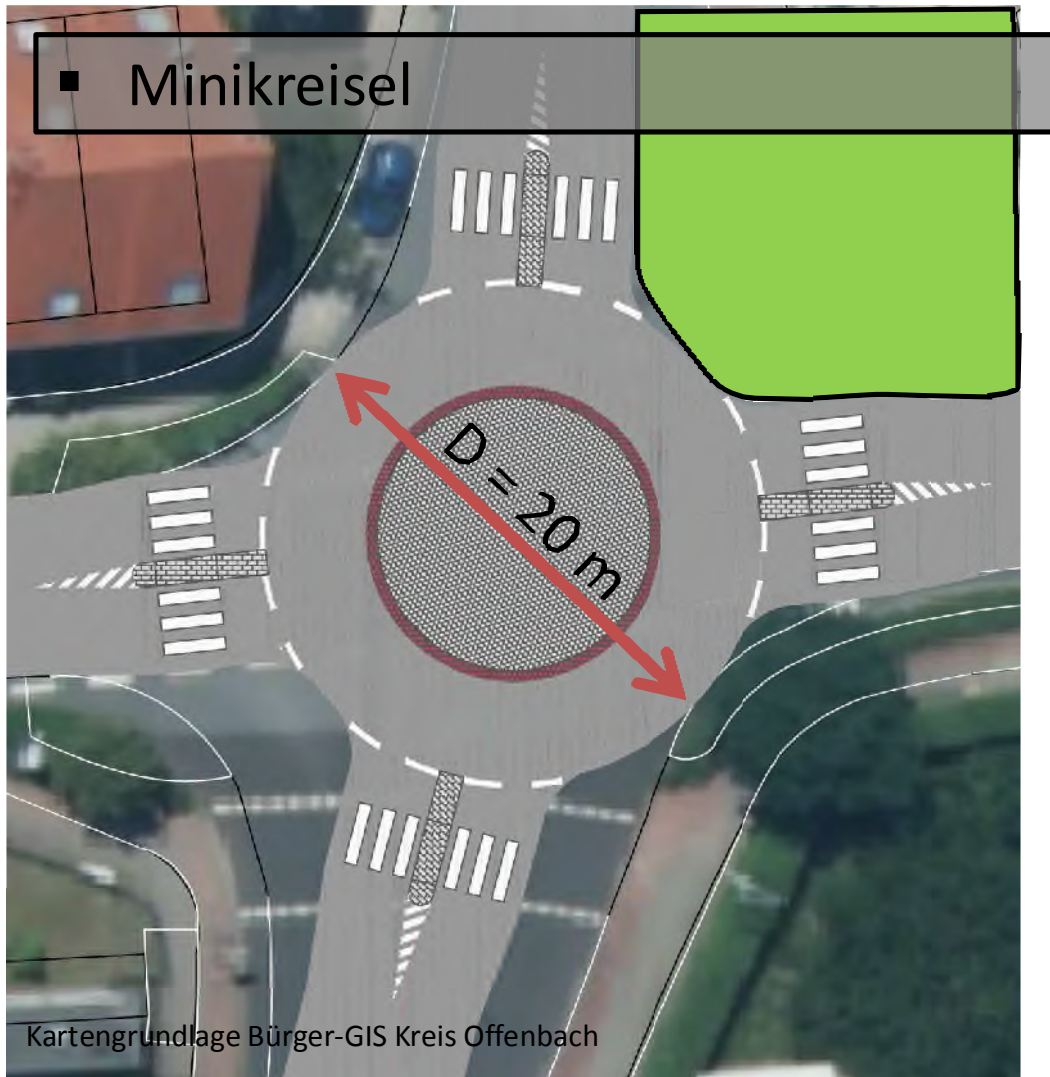 ▪ Minikreisel
D = 20 m
Kartengrundlage Bürger-GIS Kreis Offenbach